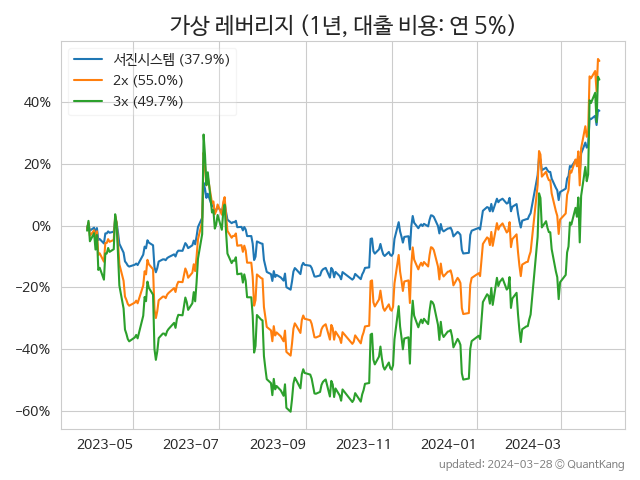 가상 레버리지 (1년, 대출 비용: 연 5%)
서진시스템 (37.9%)
2x (55.0%)
3x (49.7%)
40%
20%
0%
−20%
−40%
−60%
2023-05 2023-07 2023-09 2023-11 2024-01 2024-03
updated: 2024-03-28 © QuantKang